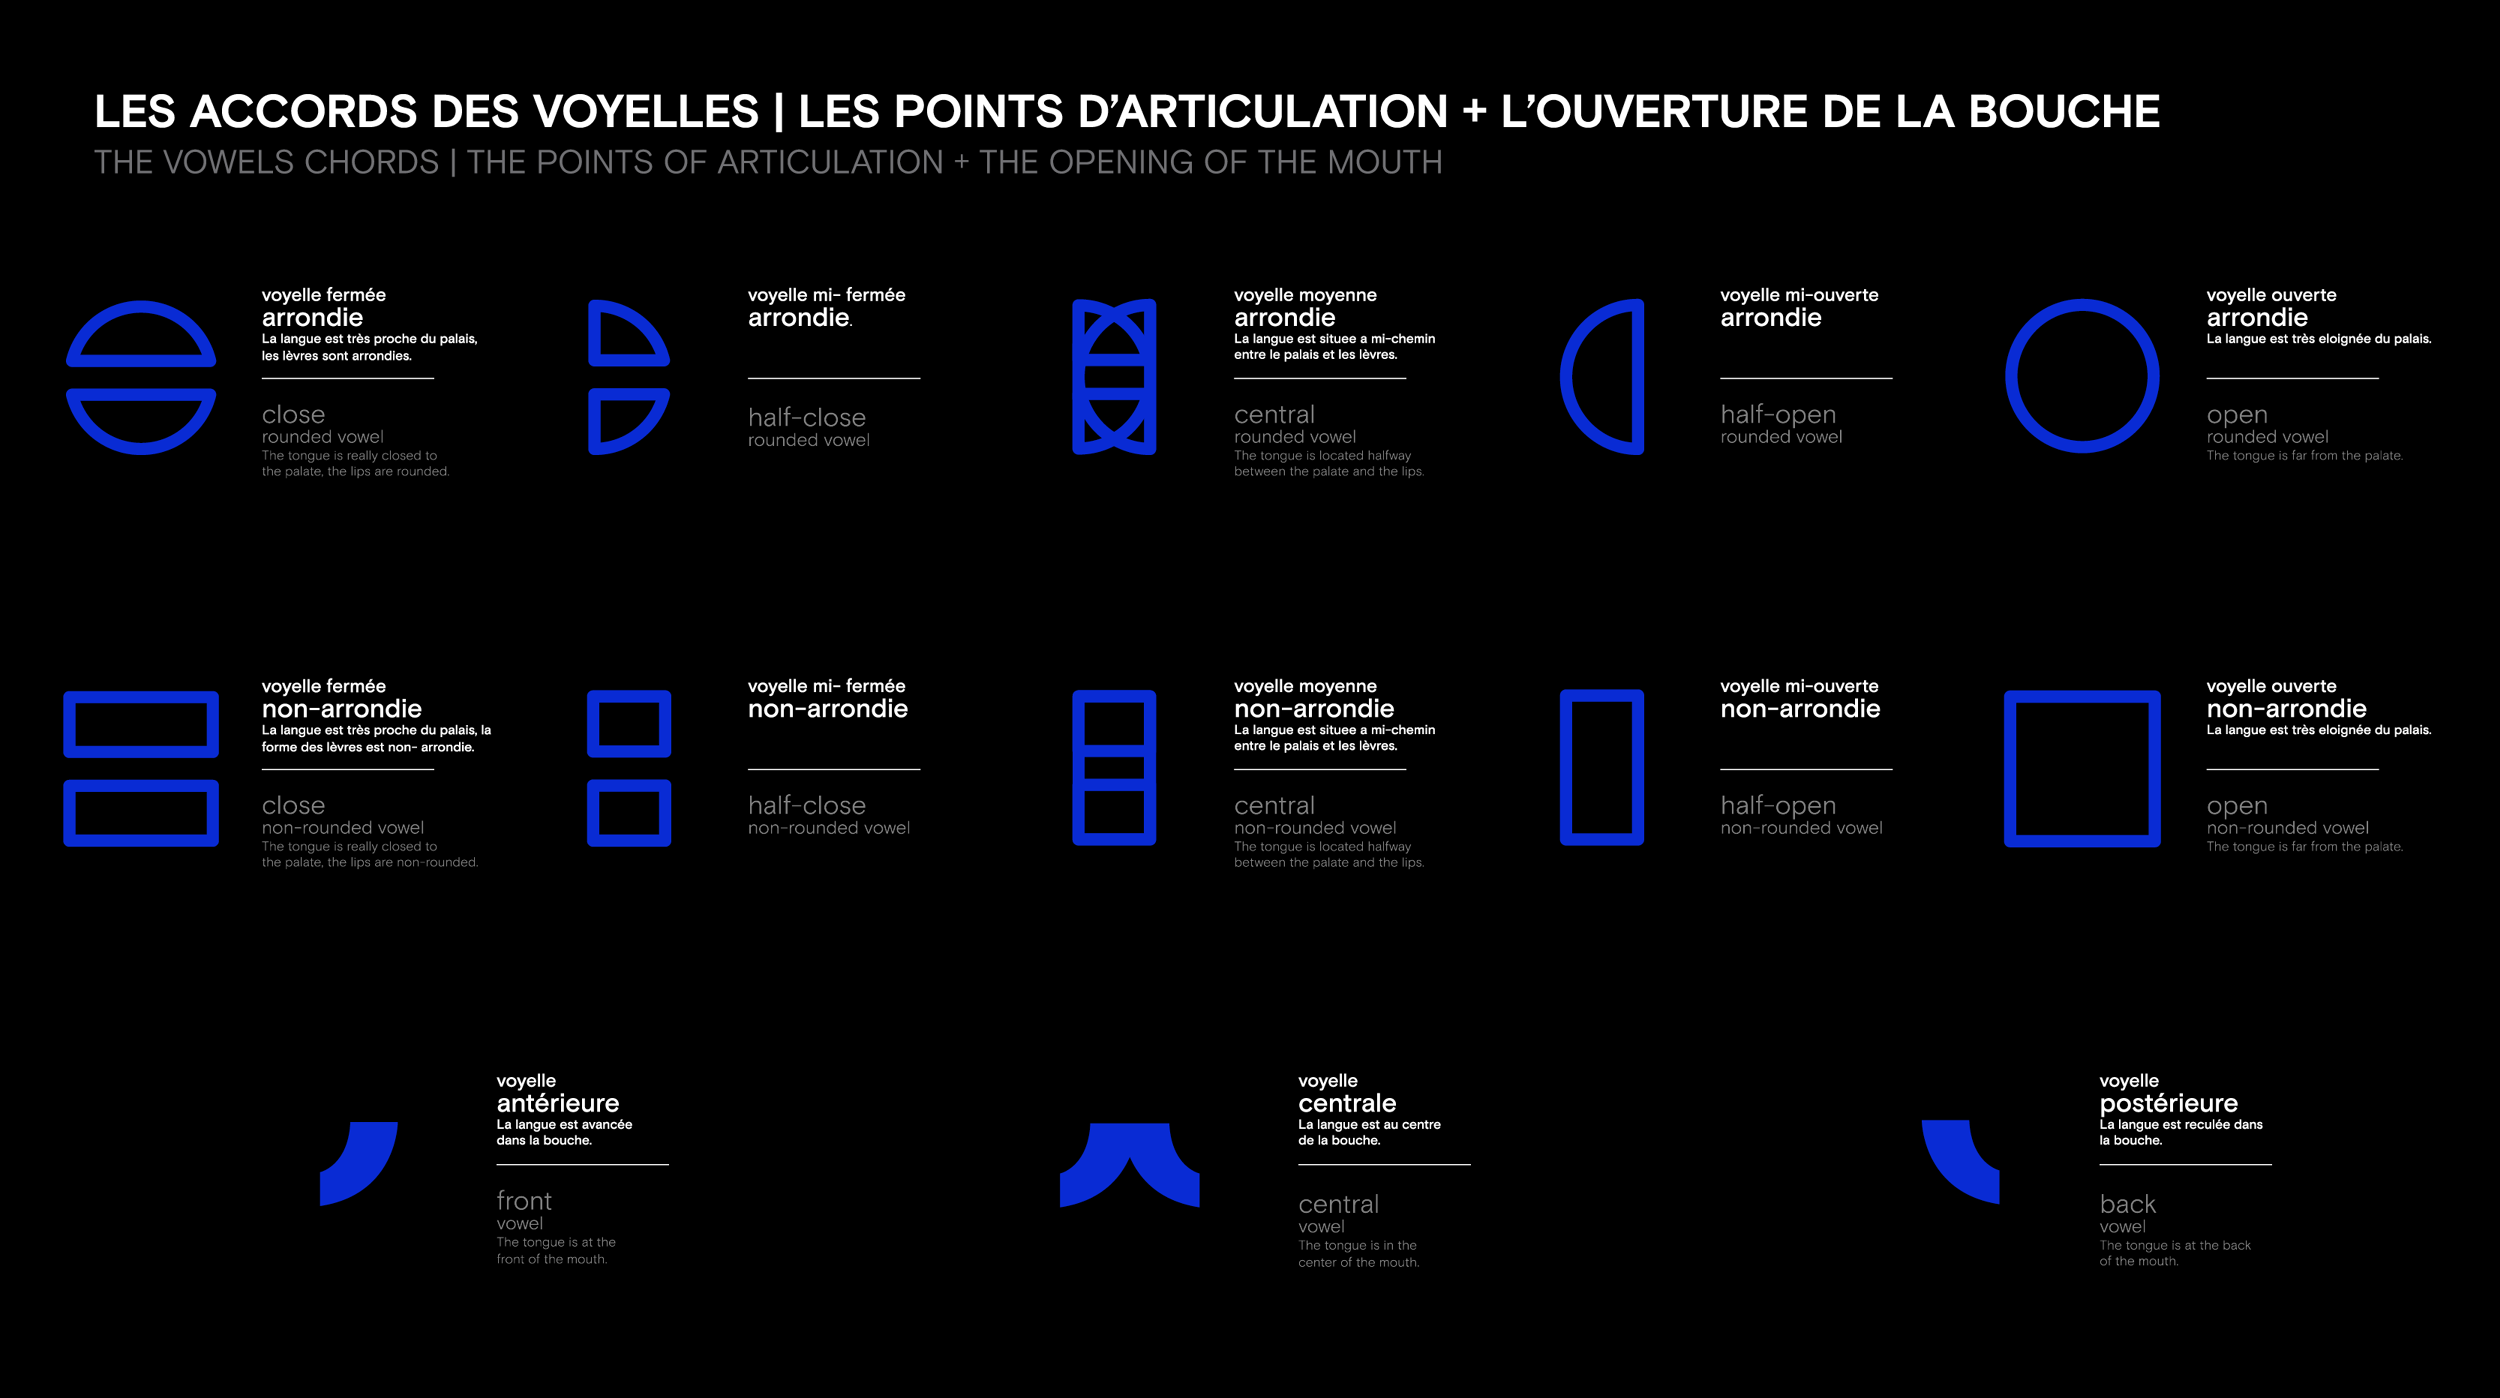 LES ACCORDS DES VOYELLES | LES POINTS D’ARTICULATION + L’OUVERTURE DE LA BOUCHE
THE VOWELS CHORDS | THE POINTS OF ARTICULATION + THE OPENING OF THE MOUTH
voyelle fermée
arrondie
La langue est très proche du palais,
les lèvres sont arrondies.
close
rounded vowel
The tongue is really closed to
the palate, the lips are rounded.
voyelle mi- fermée
arrondie.
half-close
rounded vowel
voyelle moyenne
arrondie
La langue est situee a mi-chemin
entre le palais et les lèvres.
central
rounded vowel
The tongue is located halfway
between the palate and the lips.
voyelle mi-ouverte
arrondie
half-open
rounded vowel
voyelle ouverte
arrondie
La langue est très eloignée du palais.
open
rounded vowel
The tongue is far from the palate.
voyelle fermée
non-arrondie
La langue est très proche du palais, la
forme des lèvres est non- arrondie.
close
non-rounded vowel
The tongue is really closed to
the palate, the lips are non-rounded.
voyelle mi- fermée
non-arrondie
half-close
non-rounded vowel
voyelle moyenne
non-arrondie
La langue est situee a mi-chemin
entre le palais et les lèvres.
central
non-rounded vowel
The tongue is located halfway
between the palate and the lips.
voyelle mi-ouverte
non-arrondie
half-open
non-rounded vowel
voyelle ouverte
non-arrondie
La langue est très eloignée du palais.
open
non-rounded vowel
The tongue is far from the palate.
voyelle
antérieure
La langue est avancée
dans la bouche.
front
vowel
The tongue is at the
front of the mouth.
voyelle
centrale
La langue est au centre
de la bouche.
central
vowel
The tongue is in the
center of the mouth.
voyelle
postérieure
La langue est reculée dans
la bouche.
back
vowel
The tongue is at the back
of the mouth.